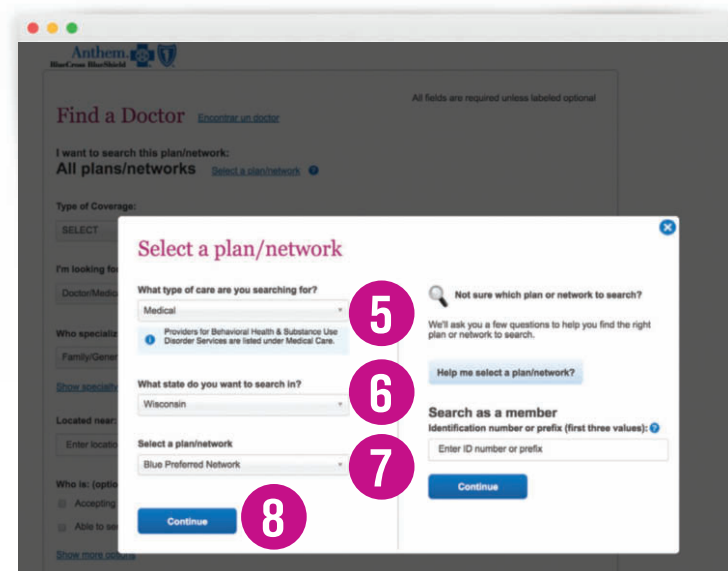 Anthem.
BlueCross BlueShield
All fields are required unless labeled optional
Find a Doctor Encontrar un doctor
I want to search this plan/network:
All plans/networks Select a plan/network ?
Type of Coverage:
SELECT
I'm looking for
Doctor/Medic
Who specializ
Family/Gener
Show specialty
Located near:
Enter locatio
Who is: (optio
Accepting
Able to se
Show more options
Select a plan/network
What type of care are you searching for?
Medical
5
i Providers for Behavioral Health & Substance Use
Disorder Services are listed under Medical Care.
What state do you want to search in?
Wisconsin
6
Select a plan/network
Blue Preferred Network
7
Continue
8
Not sure which plan or network to search?
We'll ask you a few questions to help you find the right
plan or network to search.
Help me select a plan/network?
Search as a member
Identification number or prefix (first three values): ?
Enter ID number or prefix
Continue